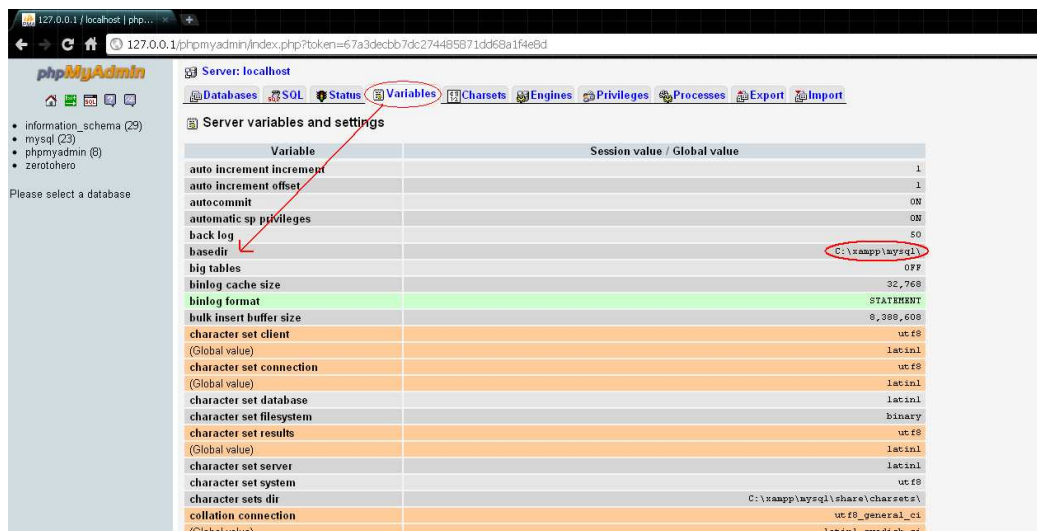 127.0.0.1 / localhost | php...
127.0.0.1/phpmyadmin/index.php?token=67a3decbb7dc274485871dd68a1f4e8d
phpMyAdmin
information_schema (29)
mysql (23)
phpmyadmin (8)
zerotohero
Please select a database
Server: localhost
Databases SQL Status Variables Charsets Engines Privileges Processes Export Import
Server variables and settings
Variable Session value / Global value
auto increment increment 1
auto increment offset 1
autocommit ON
automatic sp privileges ON
back log 50
basedir C:\xampp\mysql\
big tables OFF
binlog cache size 32,768
binlog format STATEMENT
bulk insert buffer size 8,388,608
character set client utf8
(Global value) latin1
character set connection utf8
(Global value) latin1
character set database latin1
character set filesystem binary
character set results utf8
(Global value) latin1
character set server latin1
character set system utf8
character sets dir C:\xampp\mysql\share\charsets\
collation connection utf8_general_ci